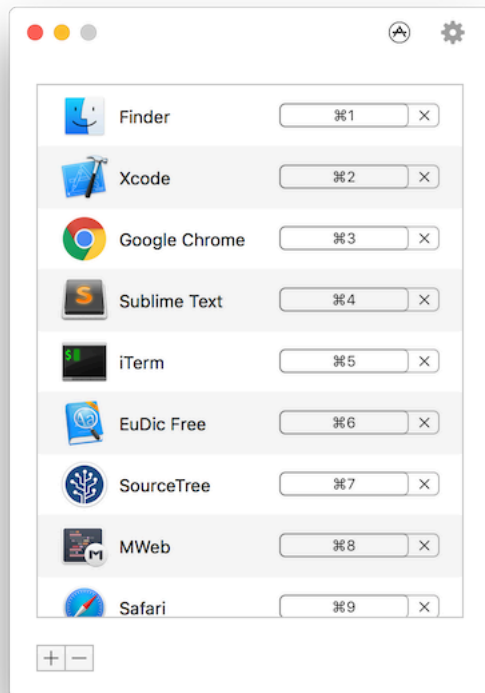 Finder ⌘1
Xcode ⌘2
Google Chrome ⌘3
Sublime Text ⌘4
iTerm ⌘5
EuDic Free ⌘6
SourceTree ⌘7
MWeb ⌘8
Safari ⌘9